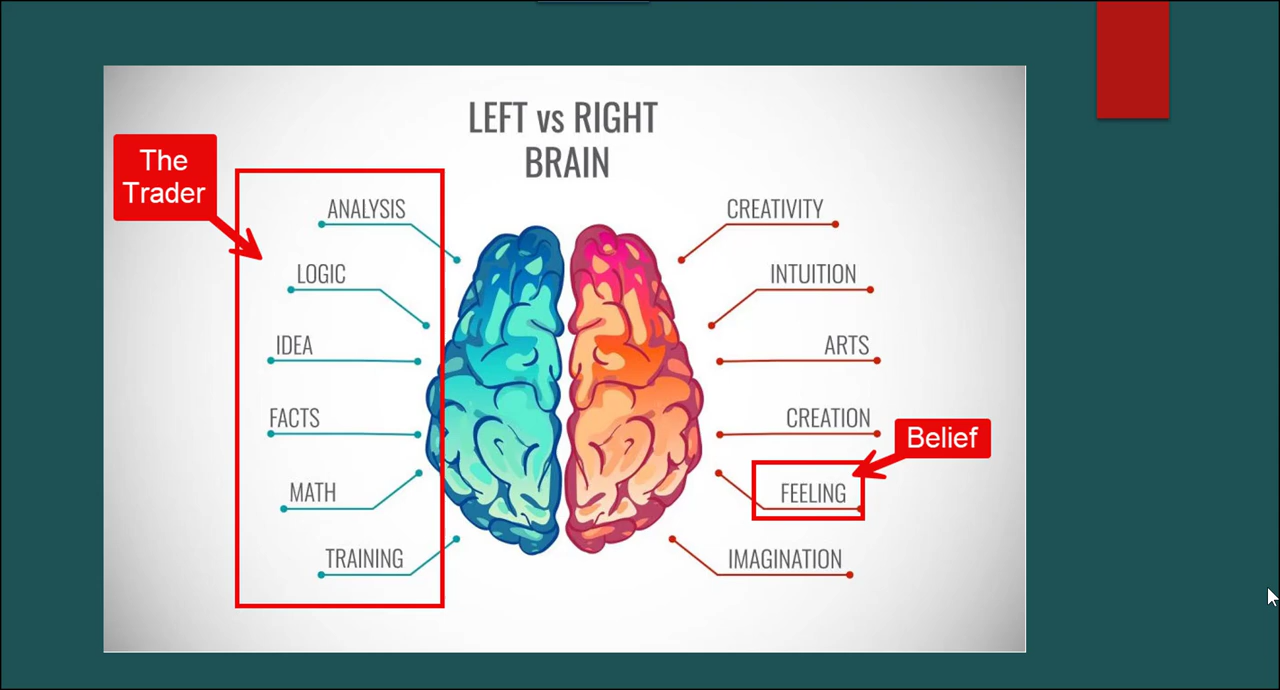 LEFT vs RIGHT
BRAIN
The
Trader
ANALYSIS
LOGIC
IDEA
FACTS
MATH
TRAINING
CREATIVITY
INTUITION
ARTS
CREATION
Belief
FEELING
IMAGINATION